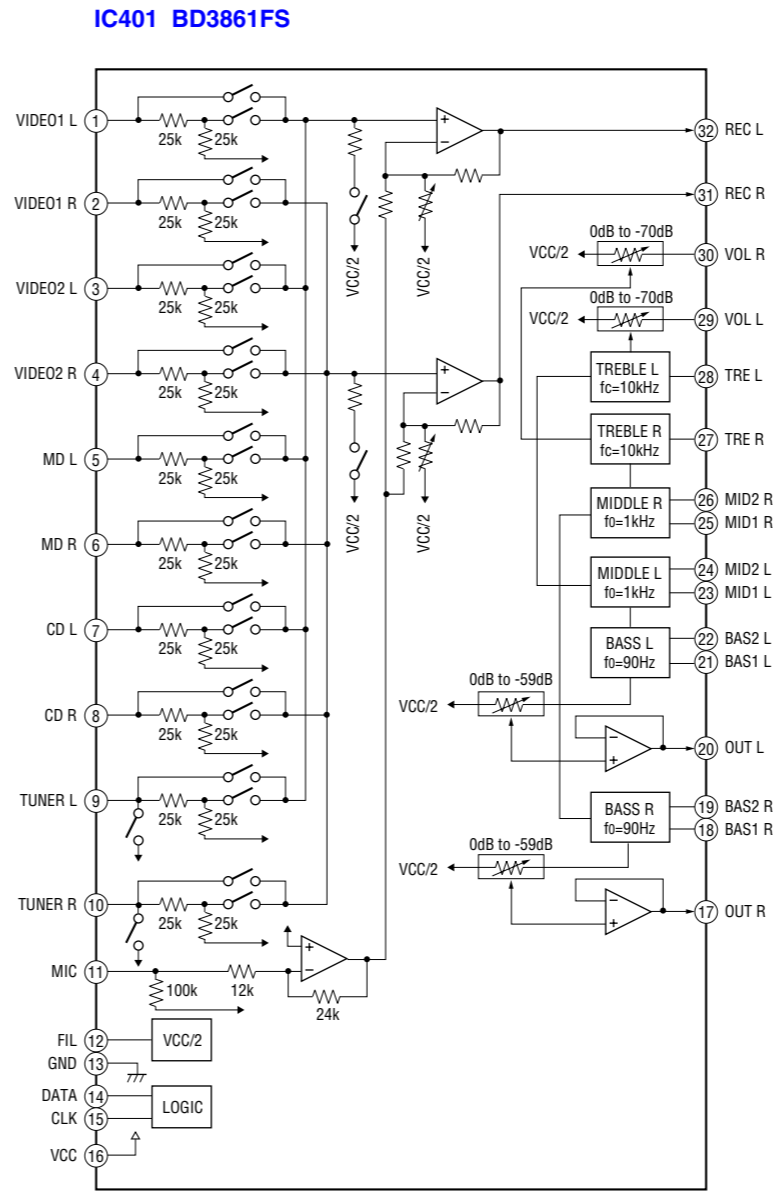 IC401 BD3861FS
VIDEO1 L 1
25k 25k
VIDEO1 R 2
25k 25k
VIDEO2 L 3
25k 25k
VIDEO2 R 4
25k 25k
MD L 5
25k 25k
MD R 6
25k 25k
CD L 7
25k 25k
CD R 8
25k 25k
TUNER L 9
25k 25k
TUNER R 10
25k 25k
MIC 11
100k 12k
24k
FIL 12
VCC/2
GND 13
DATA 14
CLK 15
LOGIC
VCC 16
+
−
VCC/2
VCC/2
+
−
VCC/2
VCC/2
+
−
32 REC L
31 REC R
0dB to -70dB
VCC/2
30 VOL R
0dB to -70dB
VCC/2
29 VOL L
TREBLE L
fc=10kHz
28 TRE L
TREBLE R
fc=10kHz
27 TRE R
MIDDLE R
fo=1kHz
26 MID2 R
25 MID1 R
MIDDLE L
fo=1kHz
24 MID2 L
23 MID1 L
BASS L
fo=90Hz
22 BAS2 L
21 BAS1 L
0dB to -59dB
VCC/2
−
+
20 OUT L
BASS R
fo=90Hz
19 BAS2 R
18 BAS1 R
0dB to -59dB
VCC/2
−
+
17 OUT R